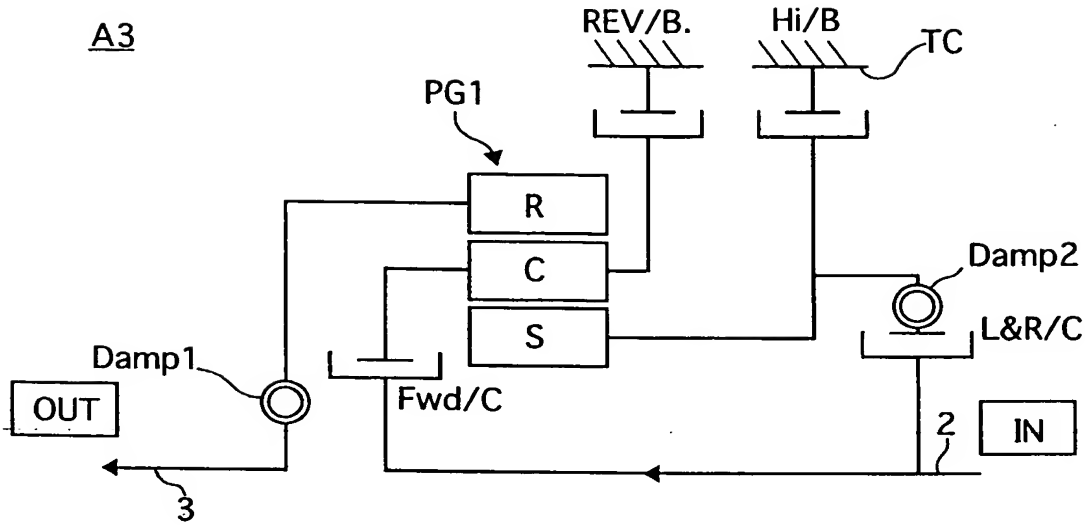 A3
REV/B.
Hi/B
TC
PG1
R
C
S
Damp2
L&R/C
Damp1
Fwd/C
OUT
IN
2
3